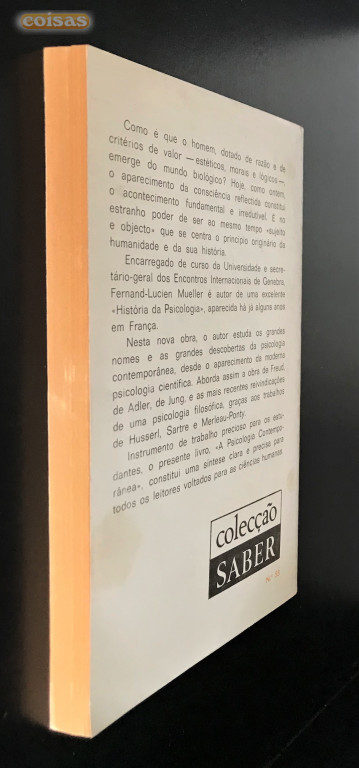 coisas
Como é que o homem, dotado de razão e de
critérios de valor — estéticos, morais e lógicos —,
emerge do mundo biológico? Hoje, como ontem,
o aparecimento da consciência reflectida constitui
o acontecimento fundamental e irredutível. E no
estranho poder de ser ao mesmo tempo «sujeito
e objecto» que se centra o princípio originário da
humanidade e da sua história.
Encarregado de curso da Universidade e secre-
tário-geral dos Encontros Internacionais de Genebra,
Fernand-Lucien Mueller é autor de uma excelente
«História da Psicologia», aparecida há já alguns anos
em França.
Nesta nova obra, o autor estuda os grandes
nomes e as grandes descobertas da psicologia
contemporânea, desde o aparecimento da moderna
psicologia científica. Aborda assim a obra de Freud,
de Adler, de Jung, e as mais recentes reivindicações
de uma psicologia filosófica, graças aos trabalhos
de Husserl, Sartre e Merleau-Ponty.
Instrumento de trabalho precioso para os estu-
dantes, o presente livro, «A Psicologia Contempo-
rânea», constitui uma síntese clara e precisa para
todos os leitores voltados para as ciências humanas
colecção
SABER